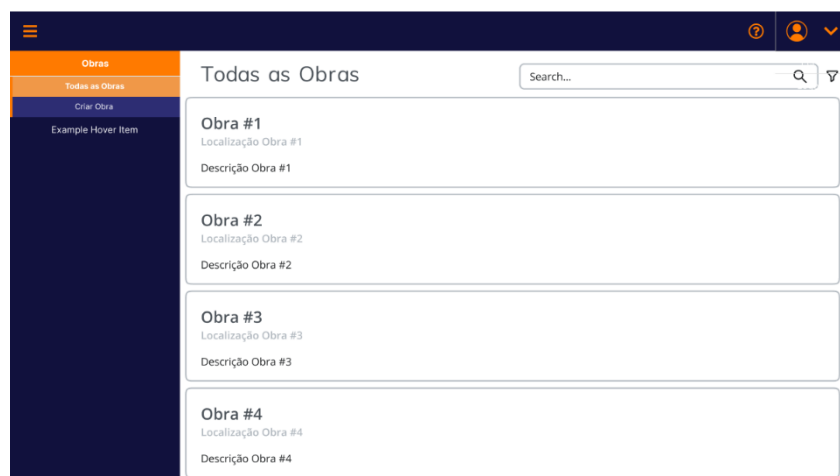 Obras
Todas as Obras
Criar Obra
Example Hover Item
Todas as Obras
Search...
Obra #1
Localização Obra #1
Descrição Obra #1
Obra #2
Localização Obra #2
Descrição Obra #2
Obra #3
Localização Obra #3
Descrição Obra #3
Obra #4
Localização Obra #4
Descrição Obra #4